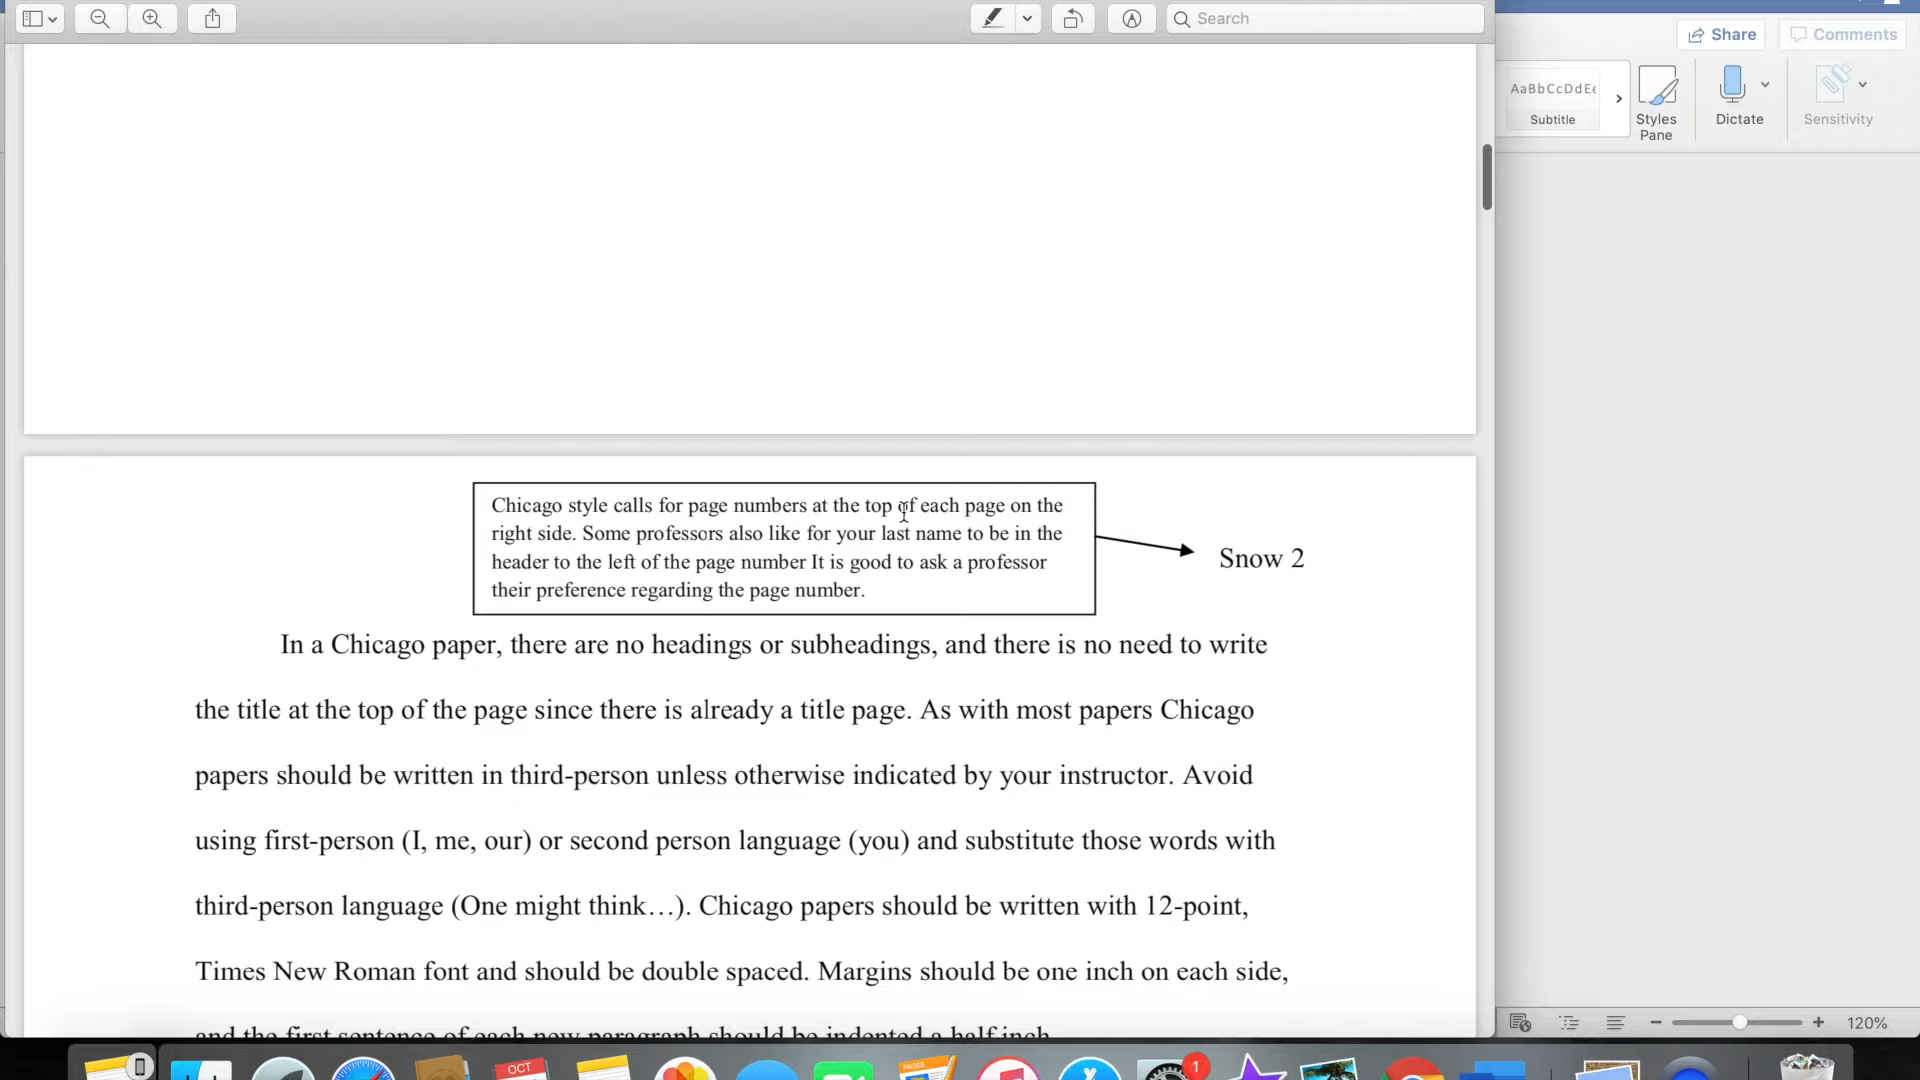 Search
Share
Comments
AaBbCcDdEe
Subtitle
Styles
Pane
Dictate
Sensitivity
Chicago style calls for page numbers at the top of each page on the
right side. Some professors also like for your last name to be in the
header to the left of the page number It is good to ask a professor
their preference regarding the page number.
Snow 2
In a Chicago paper, there are no headings or subheadings, and there is no need to write
the title at the top of the page since there is already a title page. As with most papers Chicago
papers should be written in third-person unless otherwise indicated by your instructor. Avoid
using first-person (I, me, our) or second person language (you) and substitute those words with
third-person language (One might think…). Chicago papers should be written with 12-point,
Times New Roman font and should be double spaced. Margins should be one inch on each side,
and the first sentence of each new paragraph should be indented a half inch.
120%
OCT
PAGES
1